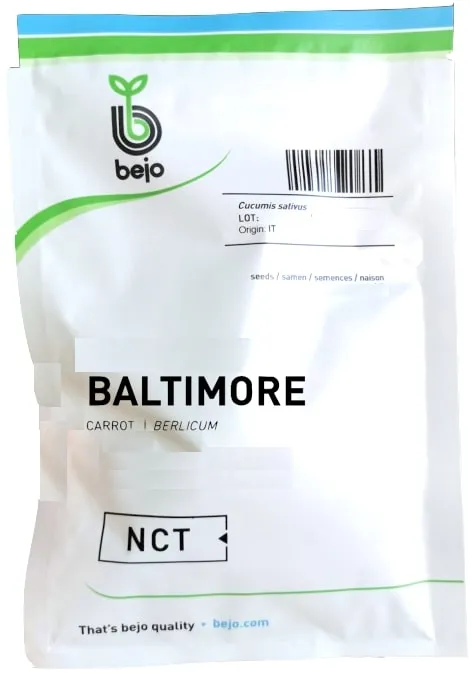 bejo
Cucumis sativus
LOT:
Origin: IT
seeds / samen / semences / naison
BALTIMORE
CARROT | BERLICUM
NCT
That's bejo quality • bejo.com